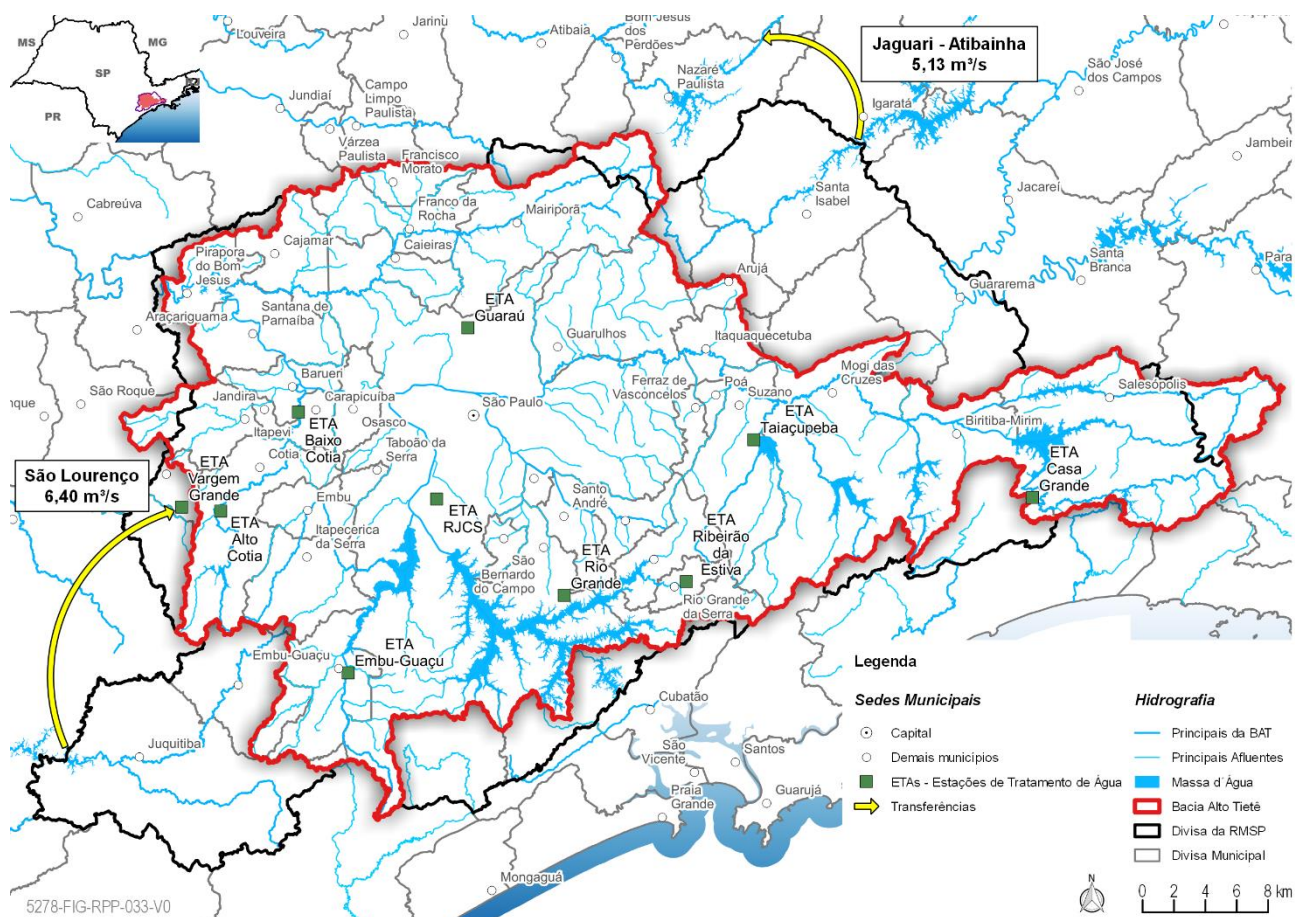 MS
MG
SP
RJ
PR
Louveira
Jarinu
Atibaia
Bom Jesus
dos
Perdões
Jaguari - Atibainha
5,13 m³/s
São José
dos Campos
Nazaré
Paulista
Igaratá
Jundiaí
Campo
Limpo
Paulista
Várzea
Paulista
Francisco
Morato
Jambeir
Cabreúva
Franco da
Rocha
Mairiporã
Santa
Isabel
Jacareí
Cajamar
Caieiras
Pirapora
do Bom
Jesus
Santa
Branca
Para
Arujá
Guararema
Araçariguama
Santana de
Parnaíba
ETA
Guaraú
Guarulhos
Itaquaquecetuba
São Roque
nque
Barueri
Jandira
Carapicuíba
Osasco
São Paulo
Ferraz de
Vasconcelos
Poá
Suzano
Mogi das
Cruzes
Salesópolis
Itapevi
ETA
Baixo
Cotia
Cotia
Taboão da
Serra
ETA
Taiaçupeba
Biritiba-Mirim
São Lourenço
6,40 m³/s
ETA
Vargem
Grande
ETA
Casa
Grande
Embu
Santo
André
ETA
Alto
Cotia
Itapecerica
da Serra
ETA
RJCS
ETA
Ribeirão
da
Estiva
São
Bernardo
do Campo
ETA
Rio
Grande
Rio Grande
da Serra
ETA
Embu-Guaçu
Embu-Guaçu
Juquitiba
Cubatão
São
Vicente
Santos
Praia
Grande
Guarujá
Mongaguá
Legenda
Sedes Municipais
Capital
Demais municípios
ETAs - Estações de Tratamento de Água
Transferências
Hidrografia
Principais da BAT
Principais Afluentes
Massa d´Água
Bacia Alto Tietê
Divisa da RMSP
Divisa Municipal
N
0 2 4 6 8 km
5278-FIG-RPP-033-V0